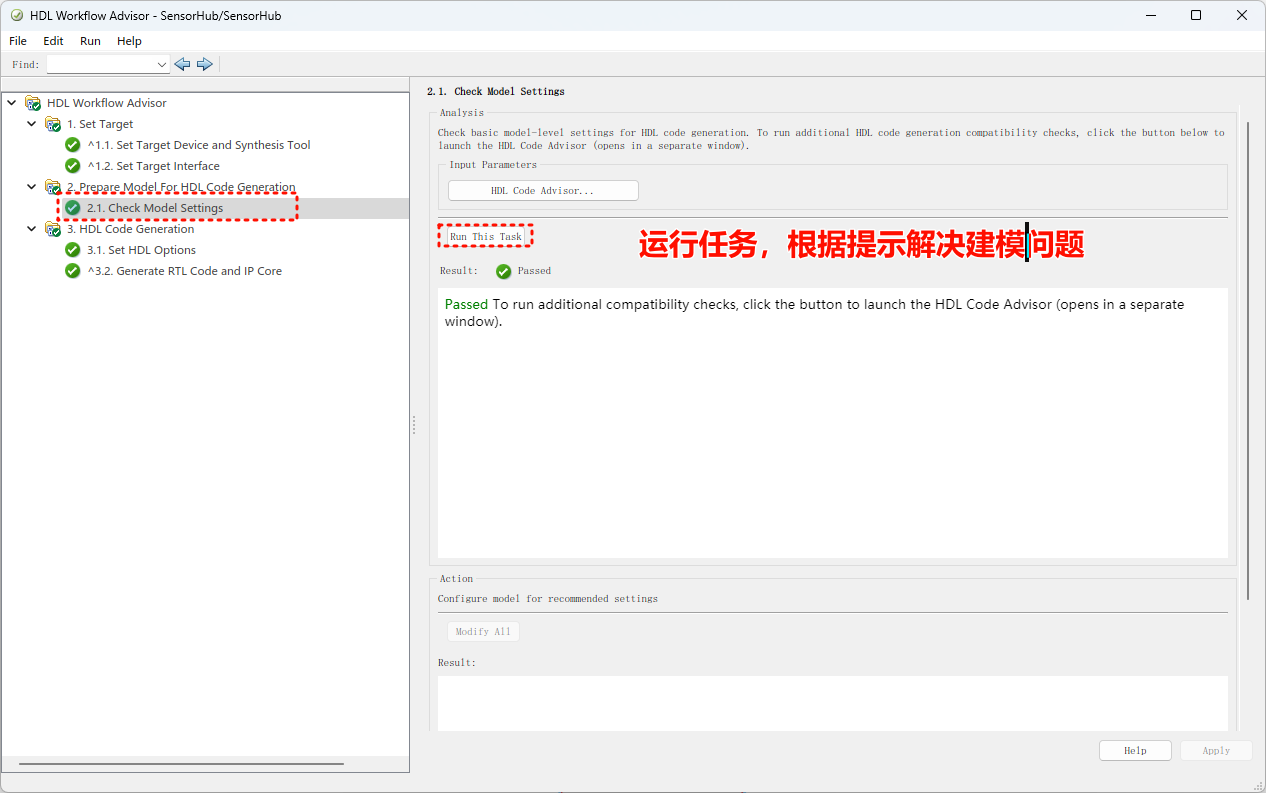 HDL Workflow Advisor - SensorHub/SensorHub
File Edit Run Help
Find:
HDL Workflow Advisor
1. Set Target
^1.1. Set Target Device and Synthesis Tool
^1.2. Set Target Interface
2. Prepare Model For HDL Code Generation
2.1. Check Model Settings
3. HDL Code Generation
3.1. Set HDL Options
^3.2. Generate RTL Code and IP Core
2.1. Check Model Settings
Analysis
Check basic model-level settings for HDL code generation. To run additional HDL code generation compatibility checks, click the button below to
launch the HDL Code Advisor (opens in a separate window).
Input Parameters
HDL Code Advisor...
Run This Task
运行任务，根据提示解决建模问题
Result: Passed
Passed To run additional compatibility checks, click the button to launch the HDL Code Advisor (opens in a separate
window).
Action
Configure model for recommended settings
Modify All
Result:
Help Apply